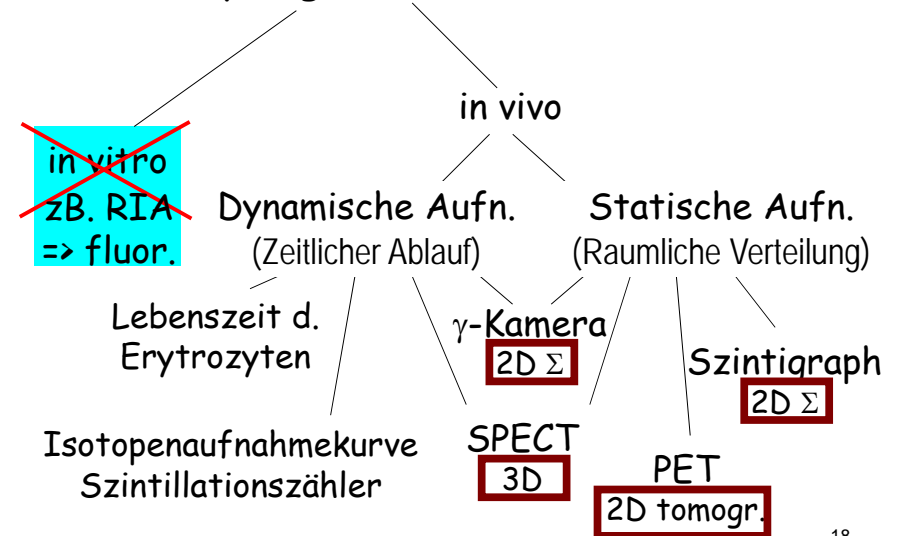 in vivo
in vitro
zB. RIA
=> fluor.
Dynamische Aufn.
(Zeitlicher Ablauf)
Statische Aufn.
(Raumliche Verteilung)
Lebenszeit d.
Erytrozyten
γ-Kamera
2D Σ
Szintigraph
2D Σ
Isotopenaufnahmekurve
Szintillationszähler
SPECT
3D
PET
2D tomogr.